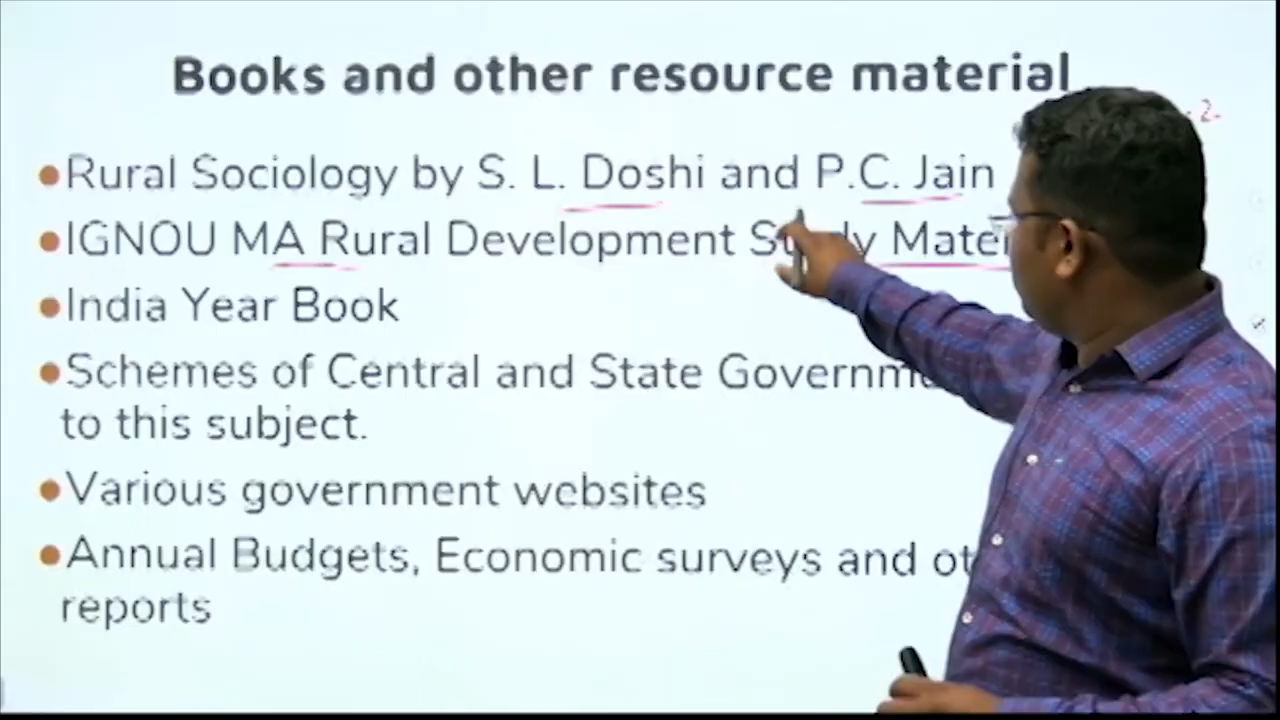 Books and other resource material
•Rural Sociology by S. L. Doshi and P.C. Jain
•IGNOU MA Rural Development Study
•India Year Book
•Schemes of Central and State
to this subject.
•Various government websites
•Annual Budgets, Economic surveys and
reports